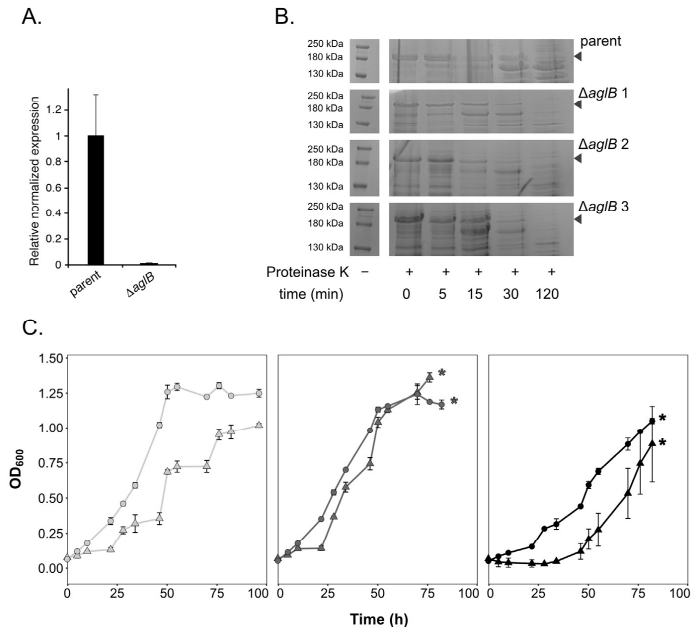 A.
Relative normalized expression
1.2
1
0.8
0.6
0.4
0.2
0
parent
ΔaglB
B.
250 kDa
180 kDa
130 kDa
parent
250 kDa
180 kDa
130 kDa
ΔaglB 1
250 kDa
180 kDa
130 kDa
ΔaglB 2
250 kDa
180 kDa
130 kDa
ΔaglB 3
Proteinase K – + + + + +
time (min) 0 5 15 30 120
C.
OD600
1.50
1.25
1.00
0.75
0.50
0.25
0.00
* *
* *
0 25 50 75 100 0 25 50 75 100 0 25 50 75 100
Time (h)